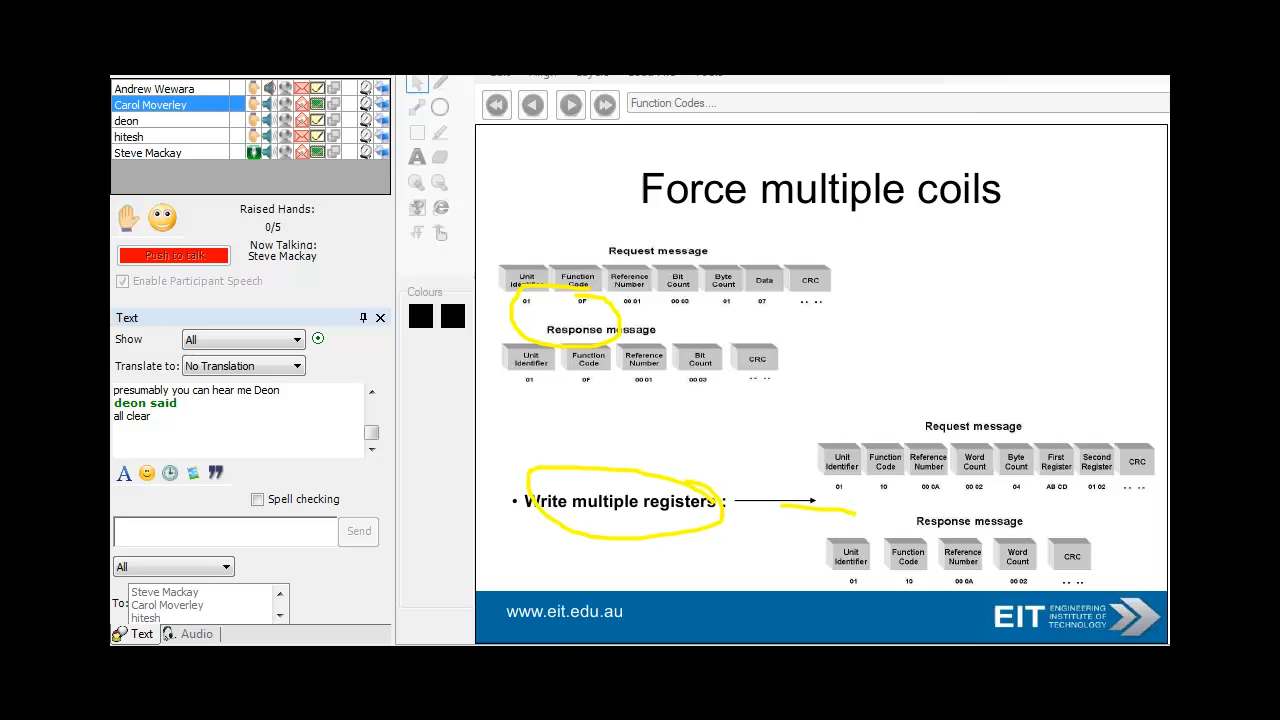 Andrew Wewara
Carol Moverley
deon
hitesh
Steve Mackay
Raised Hands:
0/5
Now Talking:
Steve Mackay
Push to talk
Enable Participant Speech
Text
Show All
Translate to: No Translation
presumably you can hear me Deon
deon said
all clear
Spell checking
Send
All
To: Steve Mackay
Carol Moverley
hitesh
Text Audio
Colours
Function Codes....
Force multiple coils
Request message
Unit Identifier Function Code Reference Number Bit Count Byte Count Data CRC
01 0F 00 01 00 03 01 07 .. ..
Response message
Unit Identifier Function Code Reference Number Bit Count CRC
01 0F 00 01 00 03 .. ..
• Write multiple registers :
Request message
Unit Identifier Function Code Reference Number Word Count Byte Count First Register Second Register CRC
01 10 00 0A 00 02 04 AB CD 01 02 .. ..
Response message
Unit Identifier Function Code Reference Number Word Count CRC
01 10 00 0A 00 02 .. ..
www.eit.edu.au
EIT ENGINEERING INSTITUTE OF TECHNOLOGY